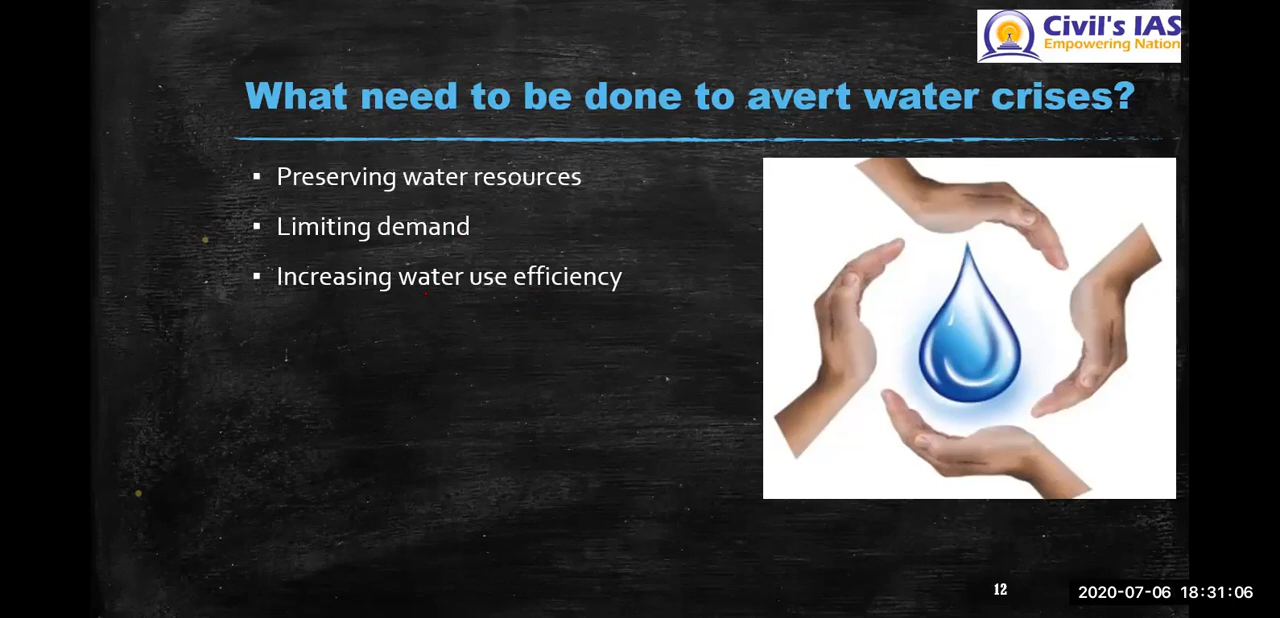 Civil's IAS
Empowering Nation
What need to be done to avert water crises?
▪ Preserving water resources
▪ Limiting demand
▪ Increasing water use efficiency
12
2020-07-06 18:31:06